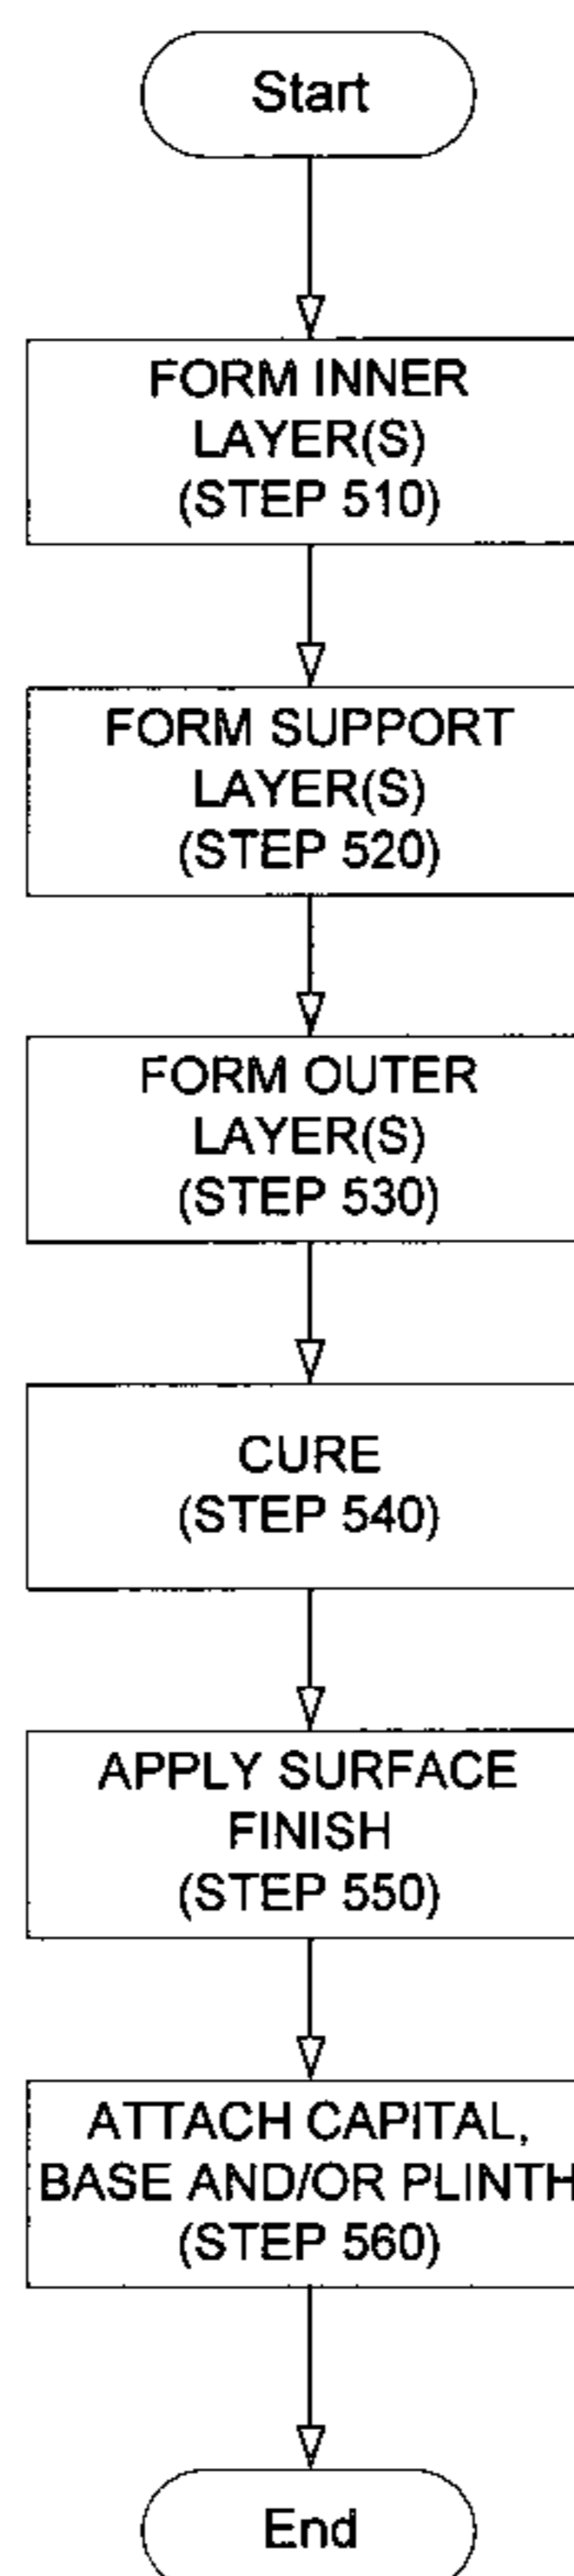 Start
FORM INNER
LAYER(S)
(STEP 510)
FORM SUPPORT
LAYER(S)
(STEP 520)
FORM OUTER
LAYER(S)
(STEP 530)
CURE
(STEP 540)
APPLY SURFACE
FINISH
(STEP 550)
ATTACH CAPITAL,
BASE AND/OR PLINTH
(STEP 560)
End